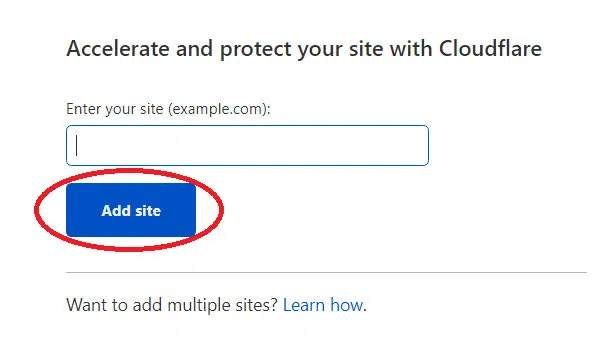 Accelerate and protect your site with Cloudflare
Enter your site (example.com):
Add site
Want to add multiple sites? Learn how.